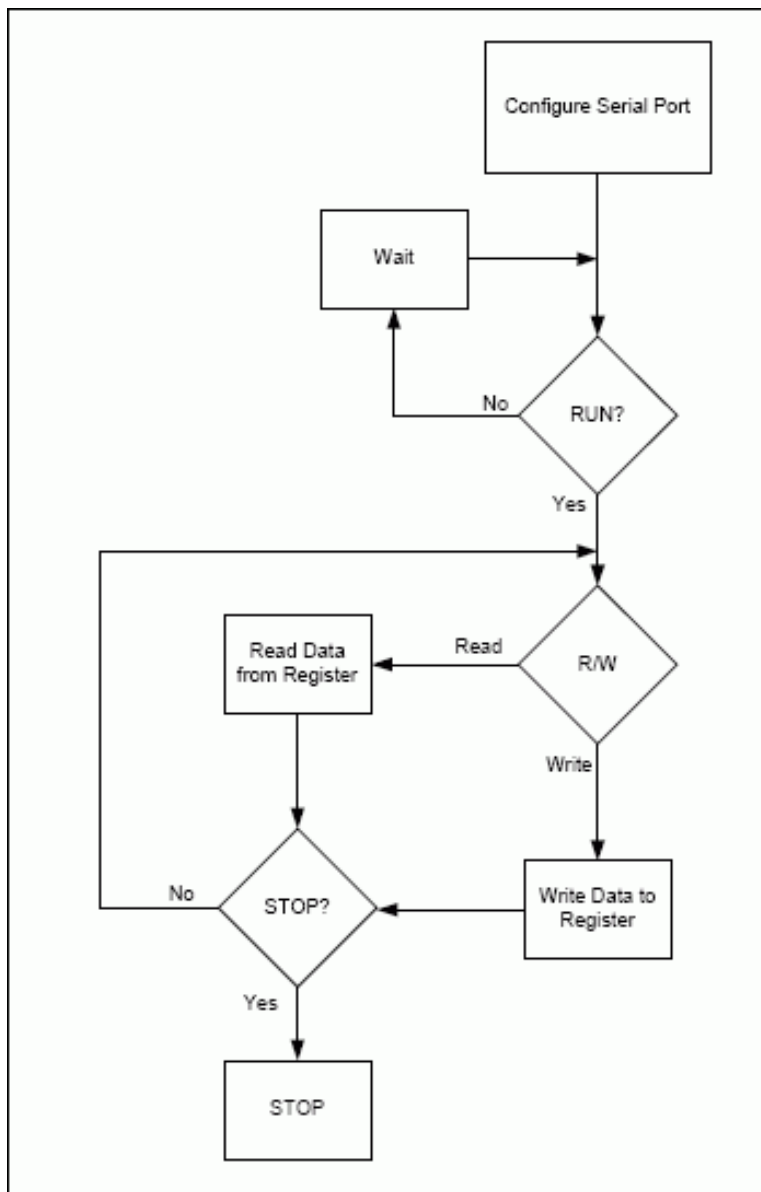 Configure Serial Port
Wait
No
RUN?
Yes
Read Data
from Register
Read
R/W
Write
No
STOP?
Write Data to
Register
Yes
STOP